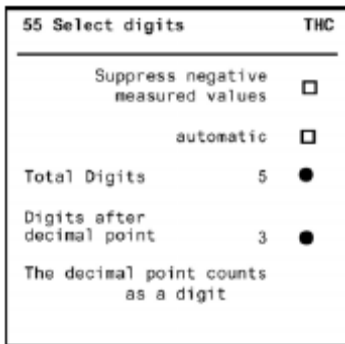 55 Select digits THC
Suppress negative
measured values
automatic
Total Digits 5
Digits after
decimal point 3
The decimal point counts
as a digit